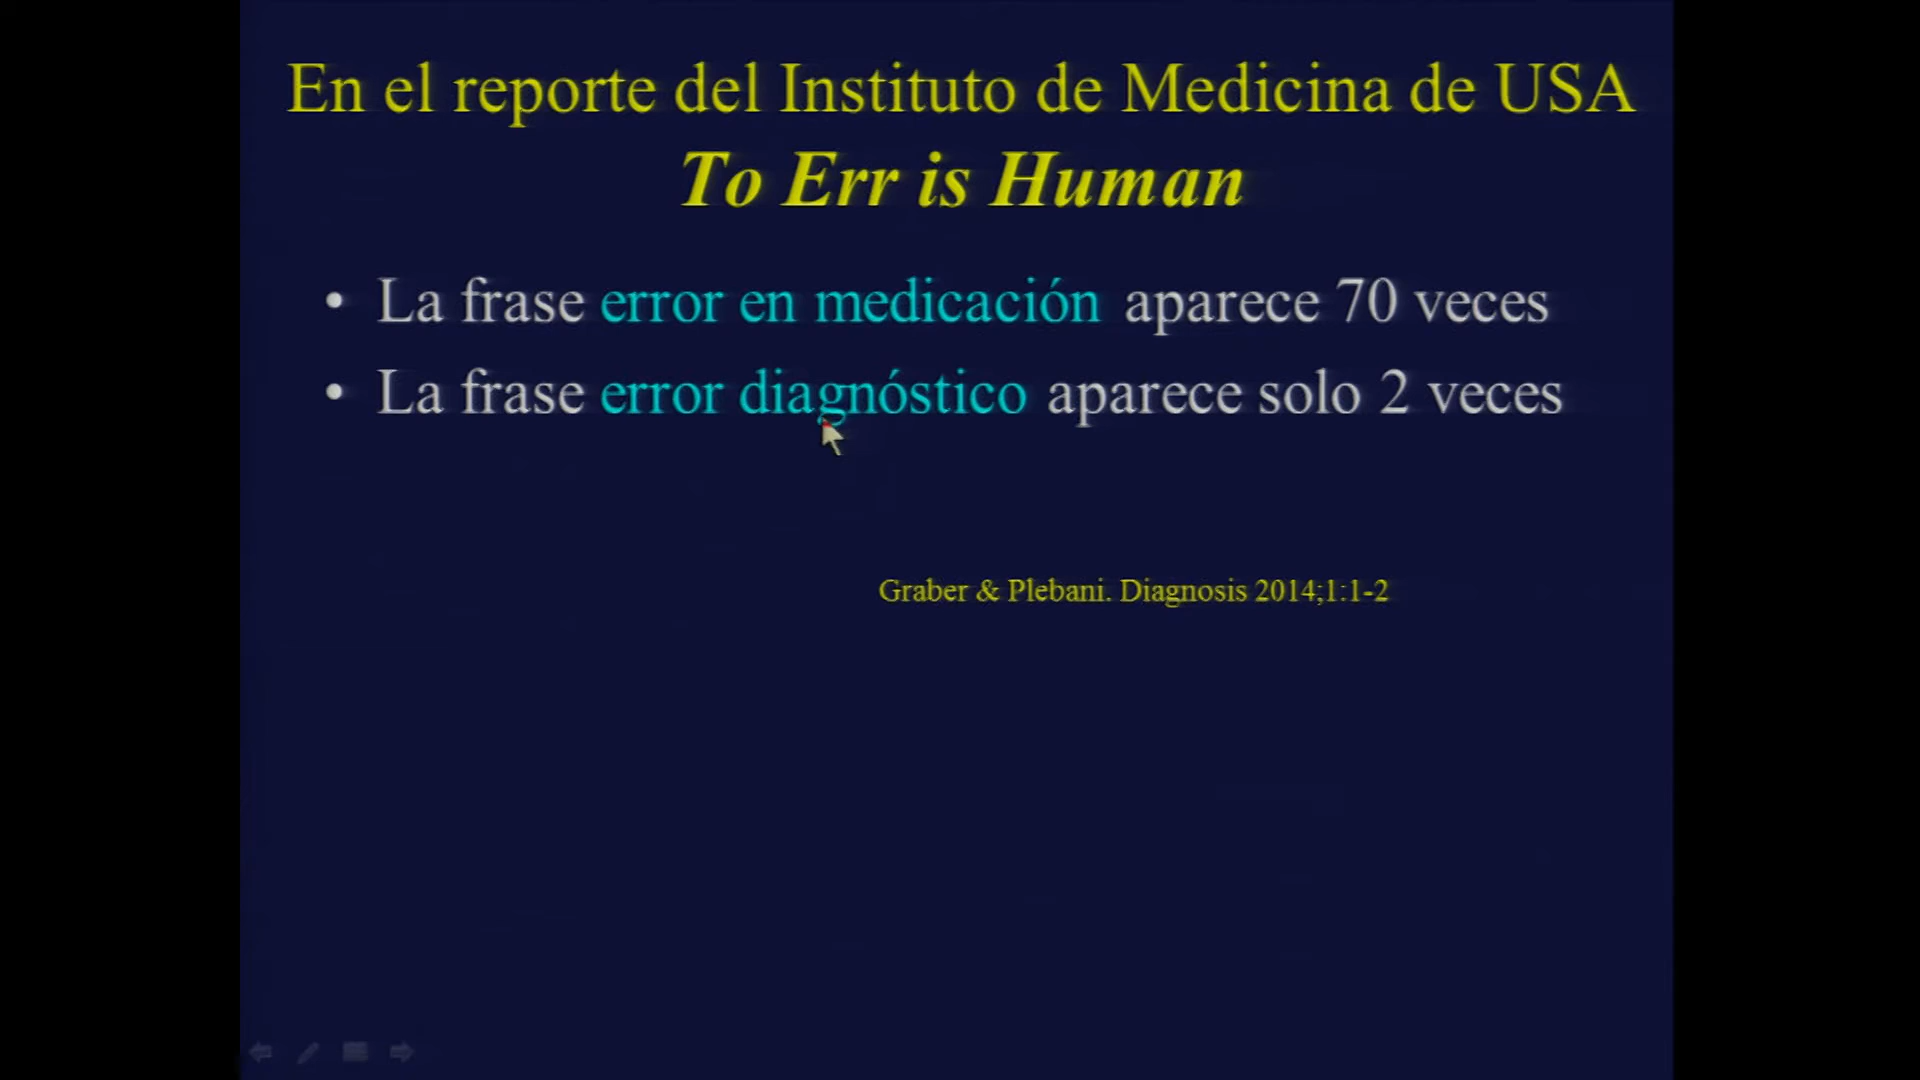 En el reporte del Instituto de Medicina de USA
To Err is Human
• La frase error en medicación aparece 70 veces
• La frase error diagnóstico aparece solo 2 veces
Graber & Plebani. Diagnosis 2014;1:1-2